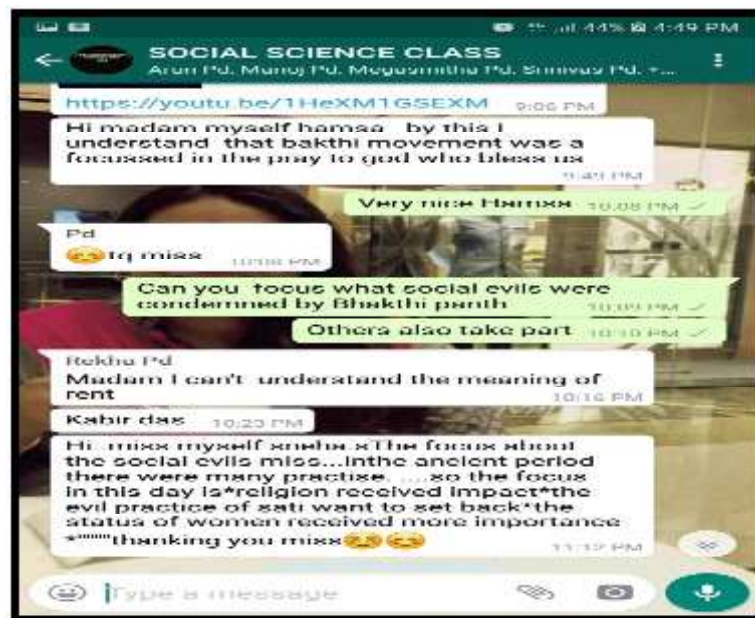 44% 4:49 PM
SOCIAL SCIENCE CLASS
Arun Pd, Manoj Pd, Megasmitha Pd, Srinivas Pd, +...
https://youtu.be/1HeXM1GSEXM 9:06 PM
Hi madam myself hamsa by this I
understand that bakthi movement was a
focussed in the pray to god who bless us
9:49 PM
Very nice Hamsa 10:08 PM
Pd
😊tq miss 10:08 PM
Can you focus what social evils were
condemned by Bhakthi panth 10:09 PM
Others also take part 10:10 PM
Rekha Pd
Madam I can't understand the meaning of
rent 10:16 PM
Kabir das 10:23 PM
Hi miss myself sneha.sThe focus about
the social evils miss...inthe ancient period
there were many practise. ....so the focus
in this day is*religion received impact*the
evil practice of sati want to set back*the
status of women received more importance
*""""thanking you miss😊😊
11:12 PM
Type a message